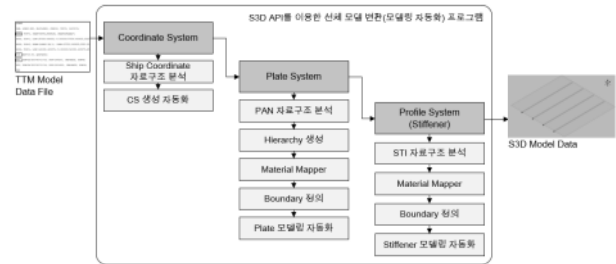 S3D API를 이용한 선체 모델 변환(모델링 자동화) 프로그램
Coordinate System
Ship Coordinate
자료구조 분석
CS 생성 자동화
TTM Model
Data File
Plate System
PAN 자료구조 분석
Hierarchy 생성
Material Mapper
Boundary 정의
Plate 모델링 자동화
Profile System
(Stiffener)
STI 자료구조 분석
Material Mapper
Boundary 정의
Stiffener 모델링 자동화
S3D Model Data